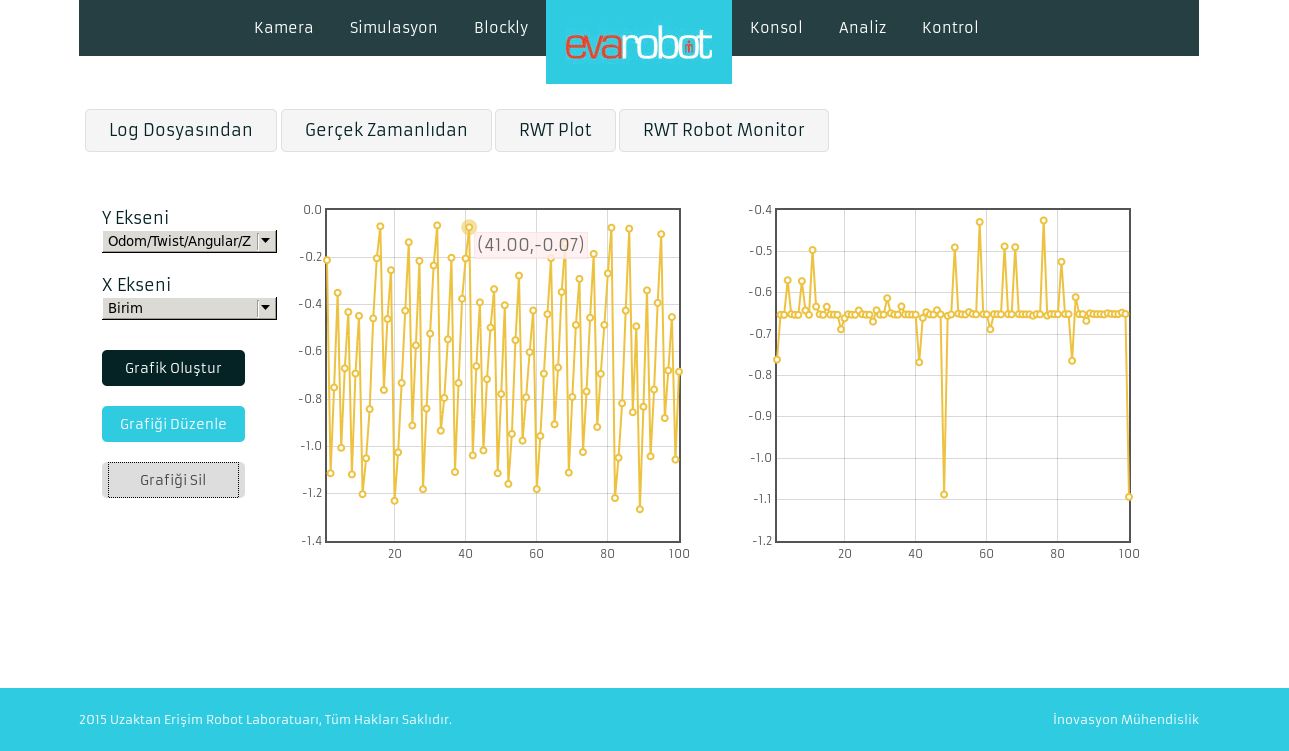 Kamera Simulasyon Blockly evarobot Konsol Analiz Kontrol
Log Dosyasından Gerçek Zamanlıdan RWT Plot RWT Robot Monitor
Y Ekseni
Odom/Twist/Angular/Z
X Ekseni
Birim
Grafik Oluştur
Grafiği Düzenle
Grafiği Sil
0.0
-0.2
-0.4
-0.6
-0.8
-1.0
-1.2
-1.4
20 40 60 80 100
(41.00,-0.07)
-0.4
-0.5
-0.6
-0.7
-0.8
-0.9
-1.0
-1.1
-1.2
20 40 60 80 100
2015 Uzaktan Erişim Robot Laboratuarı, Tüm Hakları Saklıdır. İnovasyon Mühendislik